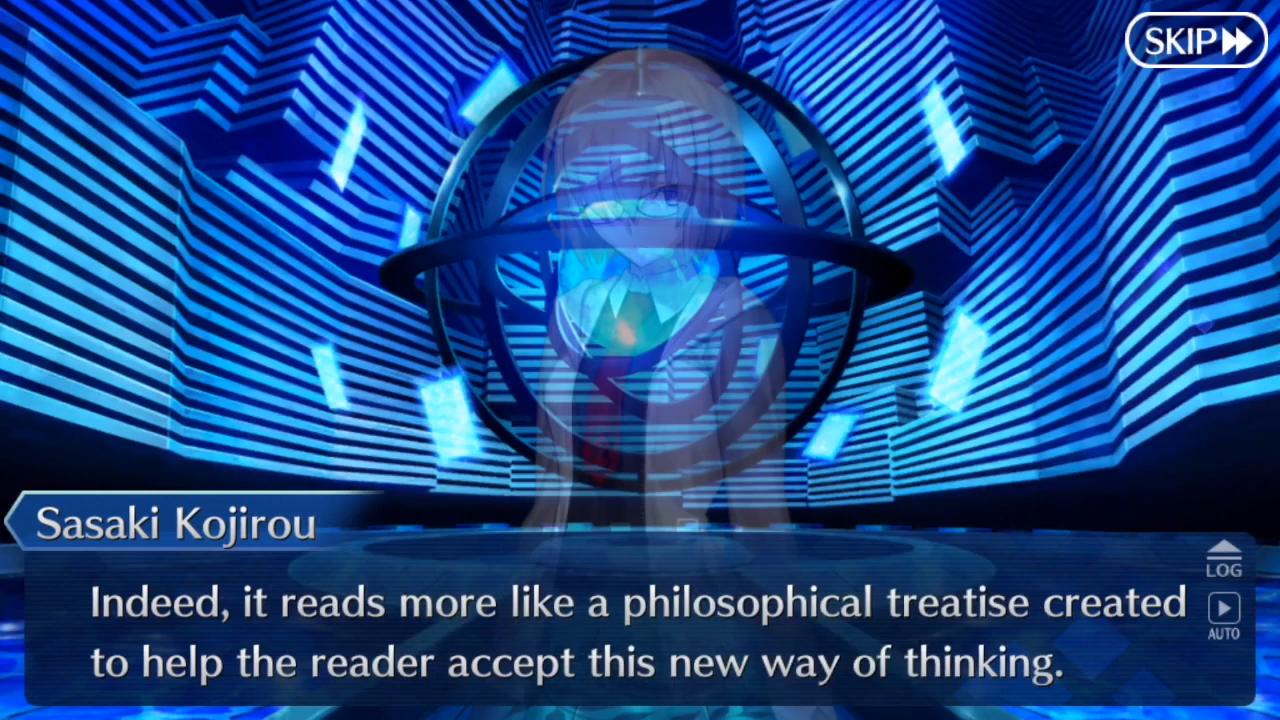 SKIP
Sasaki Kojirou
Indeed, it reads more like a philosophical treatise created
to help the reader accept this new way of thinking.
LOG
AUTO